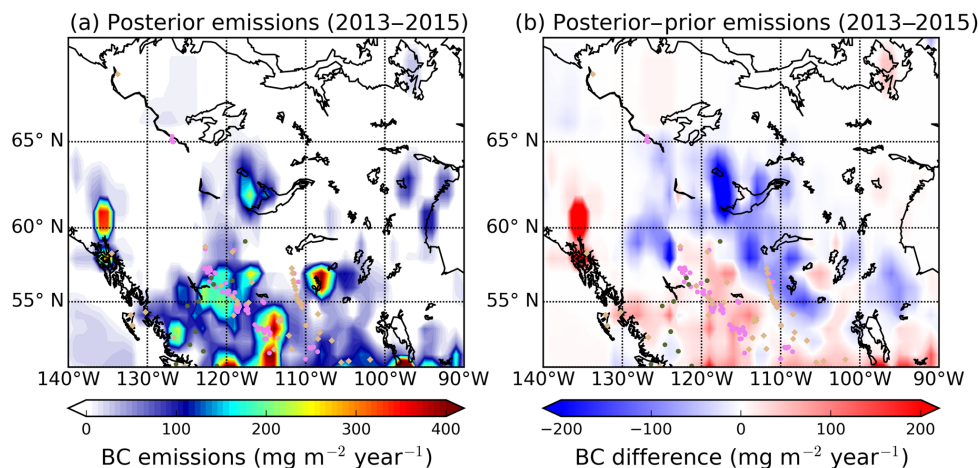 (a) Posterior emissions (2013–2015)
(b) Posterior–prior emissions (2013–2015)
65° N
60° N
55° N
140°W 130°W 120°W 110°W 100°W 90°W
65° N
60° N
55° N
140°W 130°W 120°W 110°W 100°W 90°W
0 100 200 300 400
BC emissions (mg m⁻² year⁻¹)
−200 −100 0 100 200
BC difference (mg m⁻² year⁻¹)